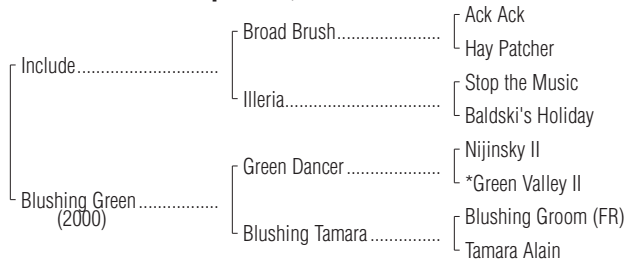 Ack Ack
Broad Brush..................
Hay Patcher
Include.........................
Stop the Music
Illeria...........................
Baldski's Holiday
Nijinsky II
Green Dancer ................
*Green Valley II
Blushing Green ..............
(2000)
Blushing Groom (FR)
Blushing Tamara ............
Tamara Alain